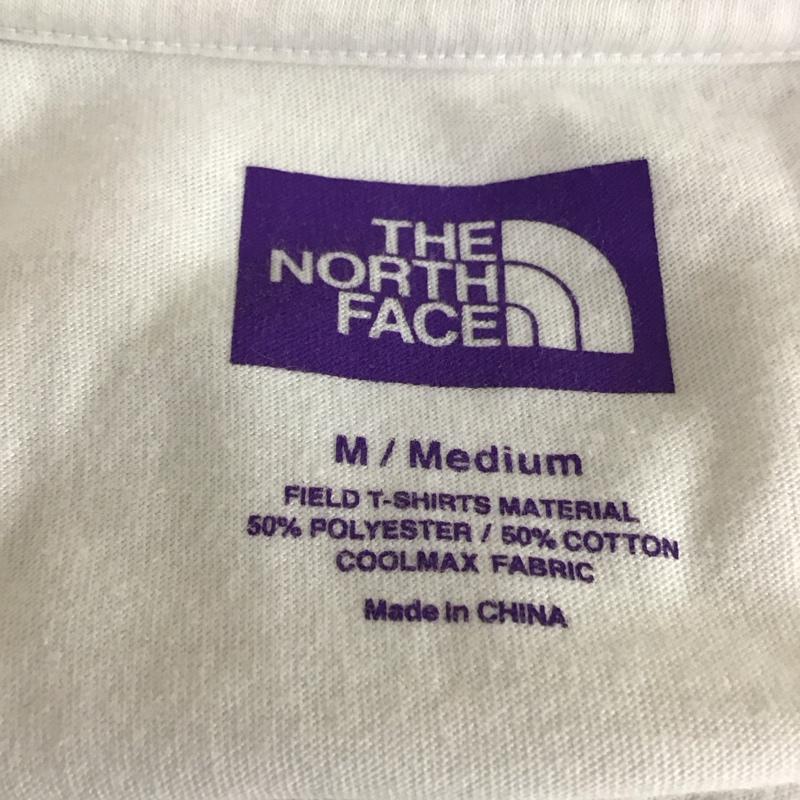 THE
NORTH
FACE
M / Medium
FIELD T-SHIRTS MATERIAL
50% POLYESTER / 50% COTTON
COOLMAX FABRIC
Made in CHINA